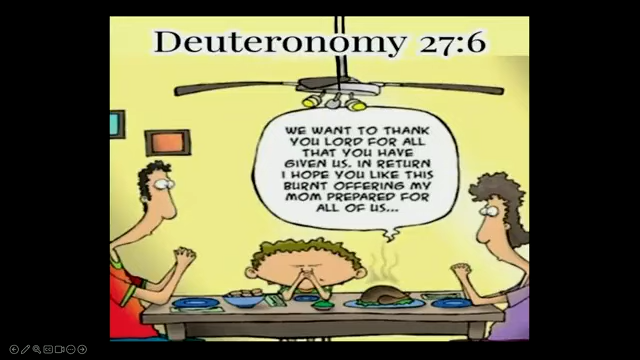 Deuteronomy 27:6
WE WANT TO THANK
YOU LORD FOR ALL
THAT YOU HAVE
GIVEN US. IN RETURN
I HOPE YOU LIKE THIS
BURNT OFFERING MY
MOM PREPARED FOR
ALL OF US...